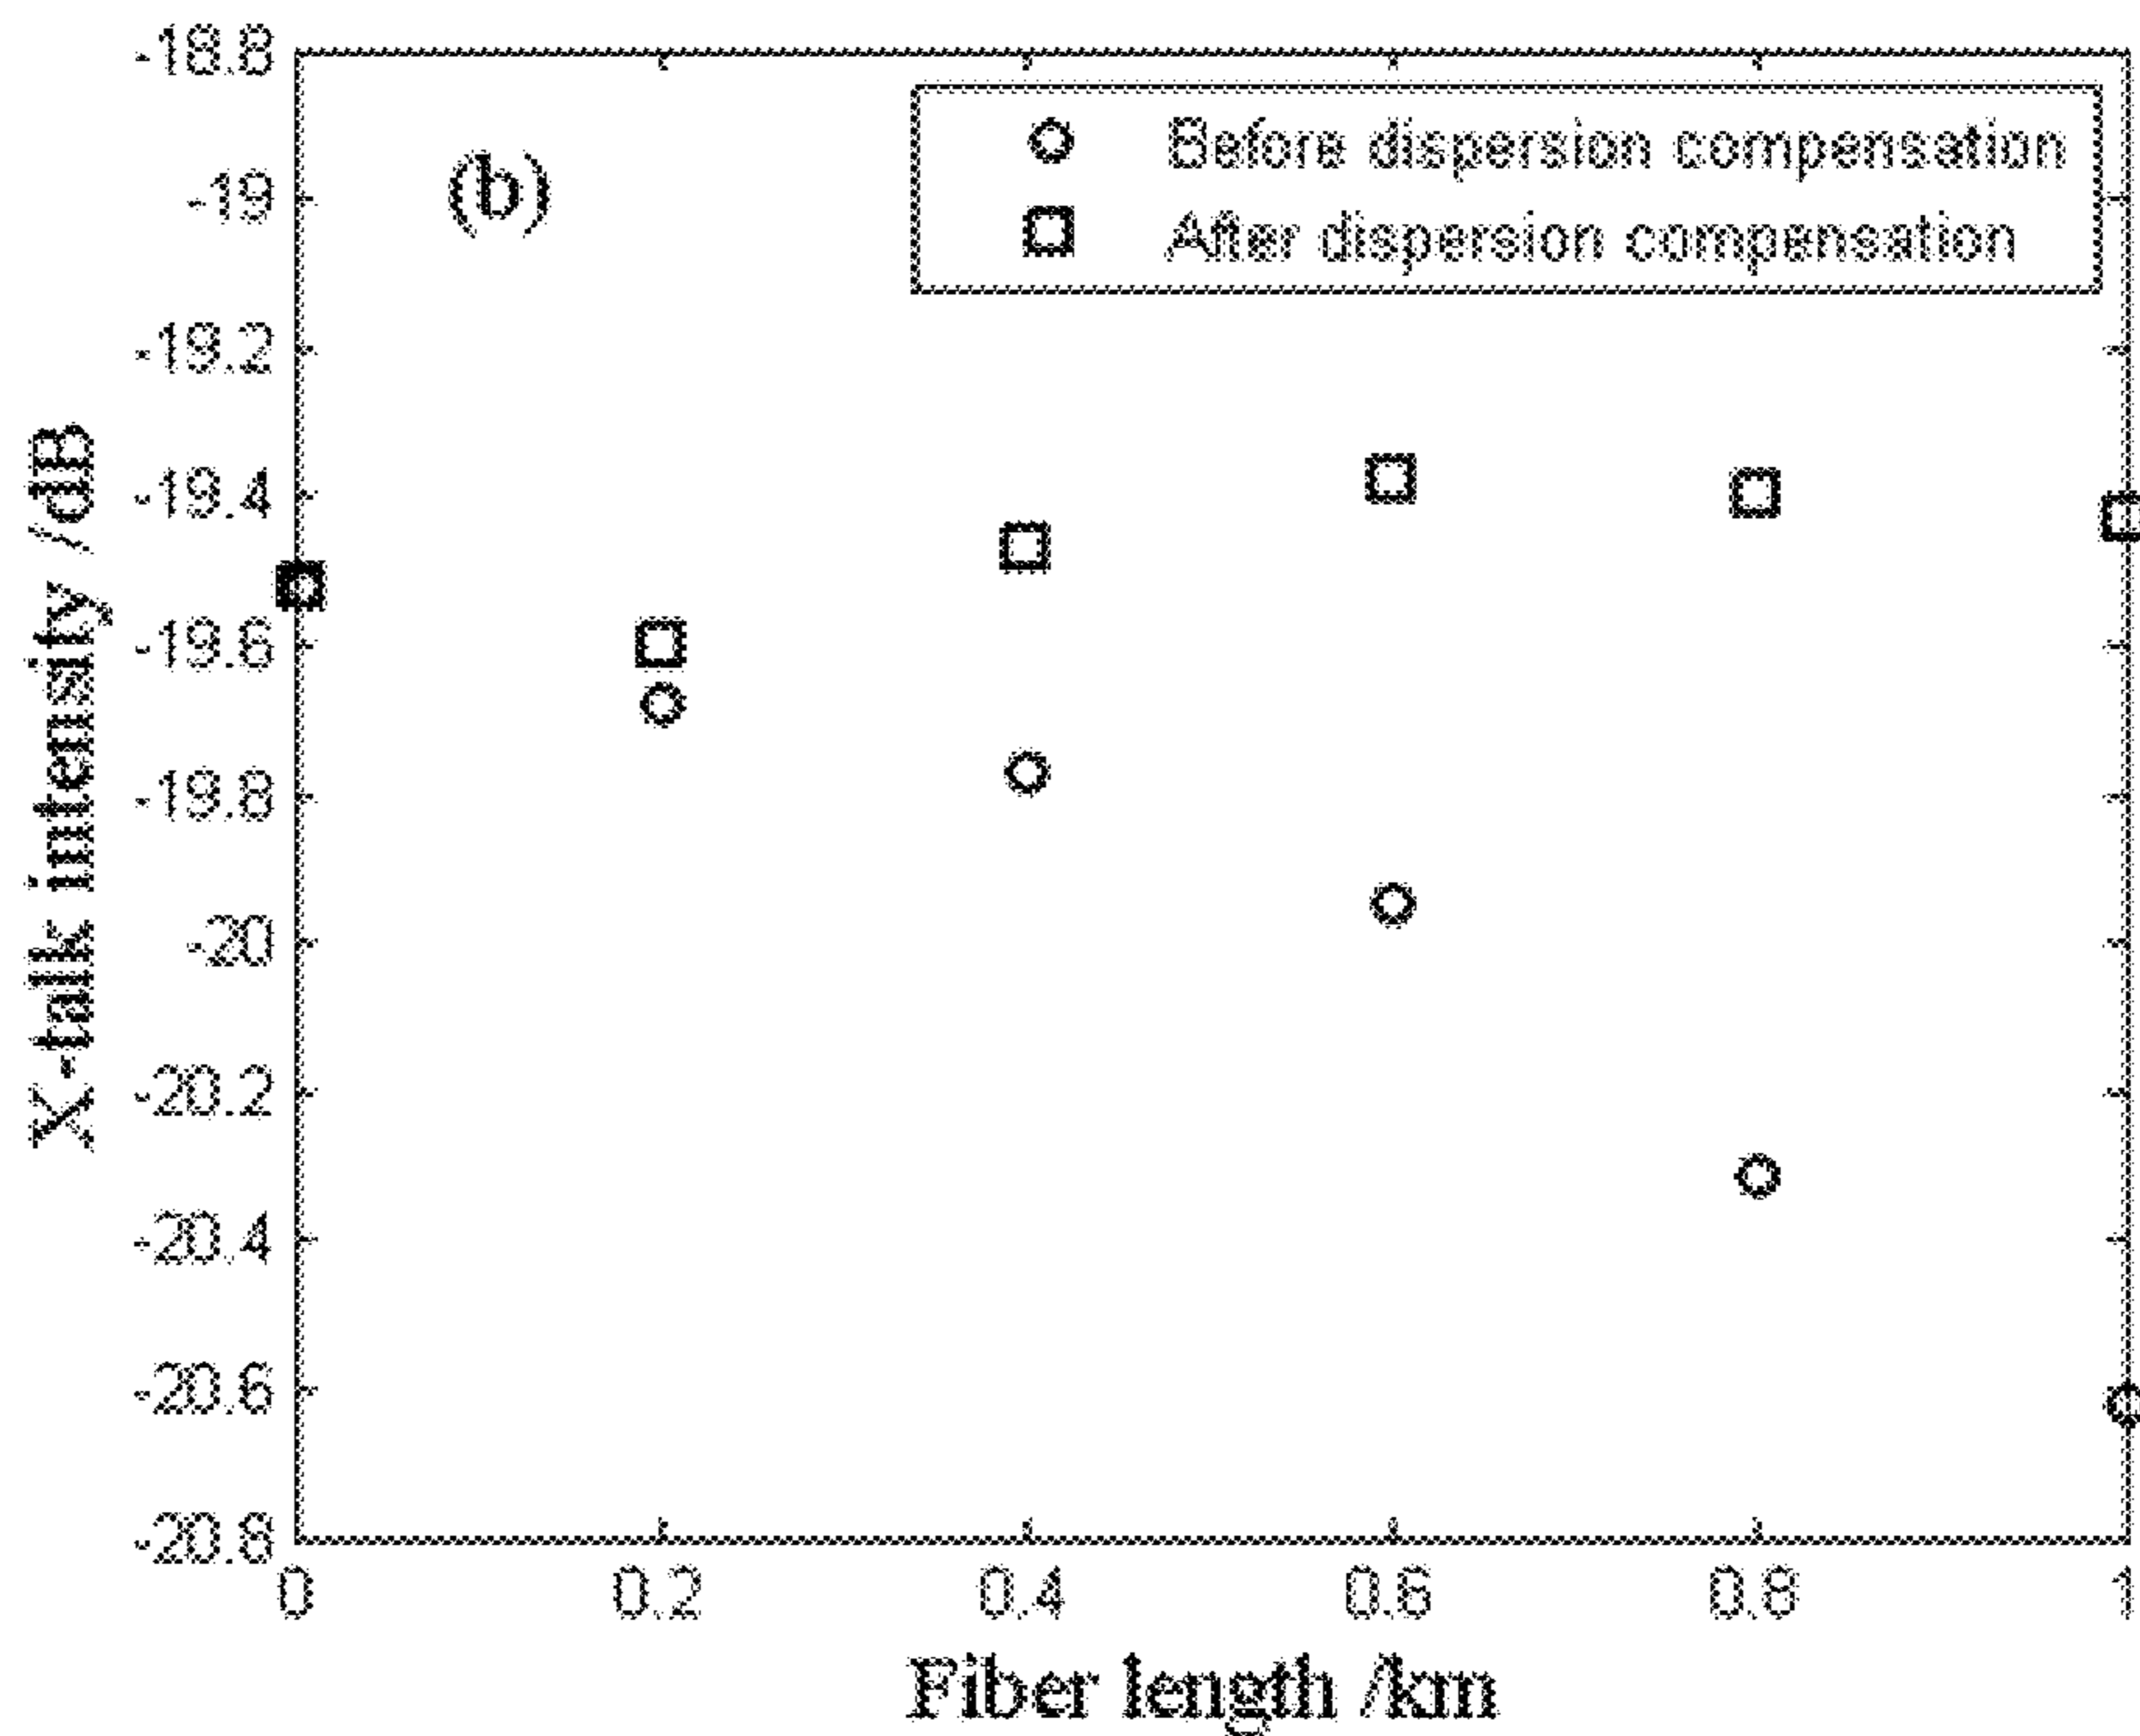 -18.8
-19
-19.2
-19.4
-19.6
-19.8
-20
-20.2
-20.4
-20.6
-20.8
X-talk intensity /dB
(b)
Before dispersion compensation
After dispersion compensation
0 0.2 0.4 0.6 0.8 1
Fiber length /km